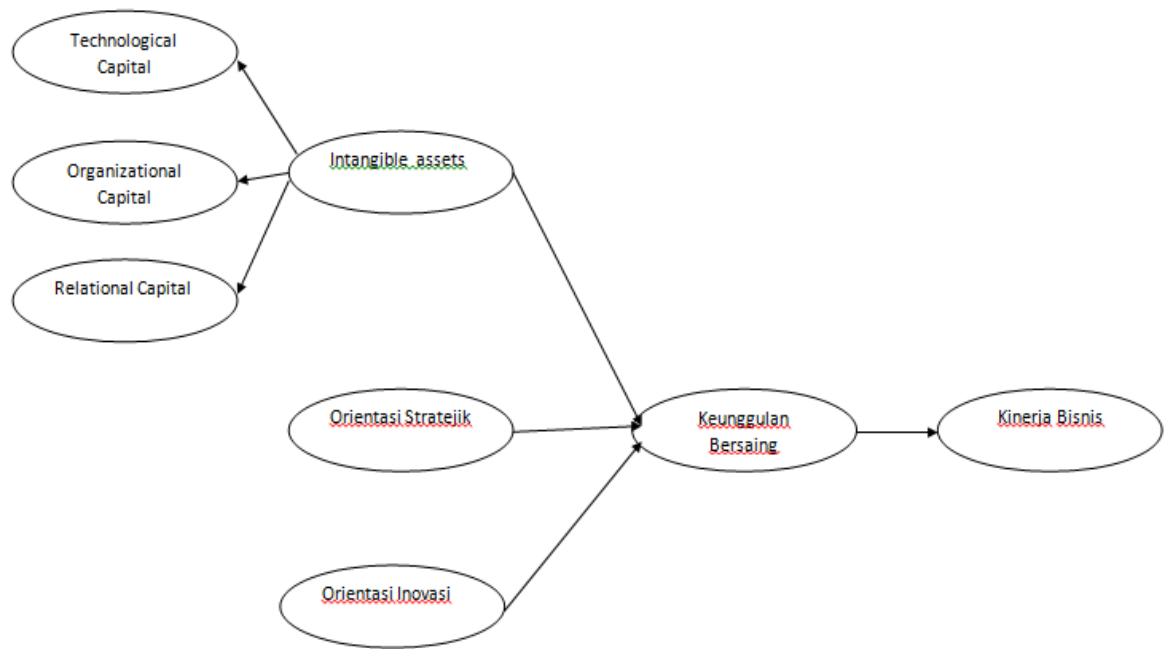 Technological
Capital
Organizational
Capital
Relational Capital
Intangible assets
Orientasi Stratejik
Orientasi Inovasi
Keunggulan
Bersaing
Kinerja Bisnis